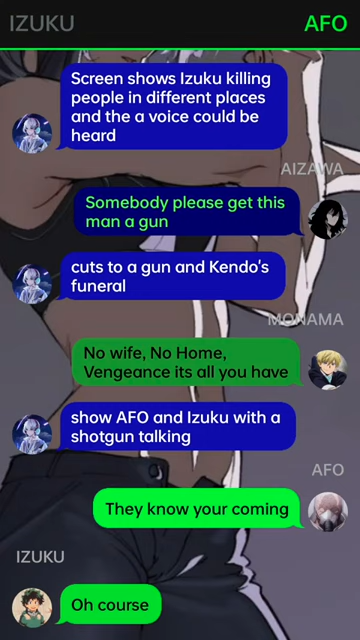 IZUKU
AFO
Screen shows Izuku killing
people in different places
and the a voice could be
heard
AIZAWA
Somebody please get this
man a gun
cuts to a gun and Kendo's
funeral
MONAMA
No wife, No Home,
Vengeance its all you have
show AFO and Izuku with a
shotgun talking
AFO
They know your coming
IZUKU
Oh course